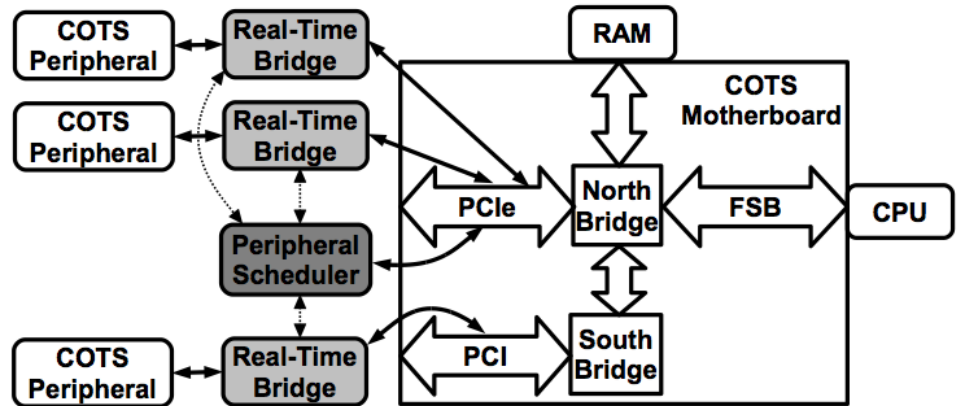 COTS
Peripheral
Real-Time
Bridge
RAM
COTS
Motherboard
COTS
Peripheral
Real-Time
Bridge
PCIe
North
Bridge
FSB
CPU
Peripheral
Scheduler
COTS
Peripheral
Real-Time
Bridge
PCI
South
Bridge